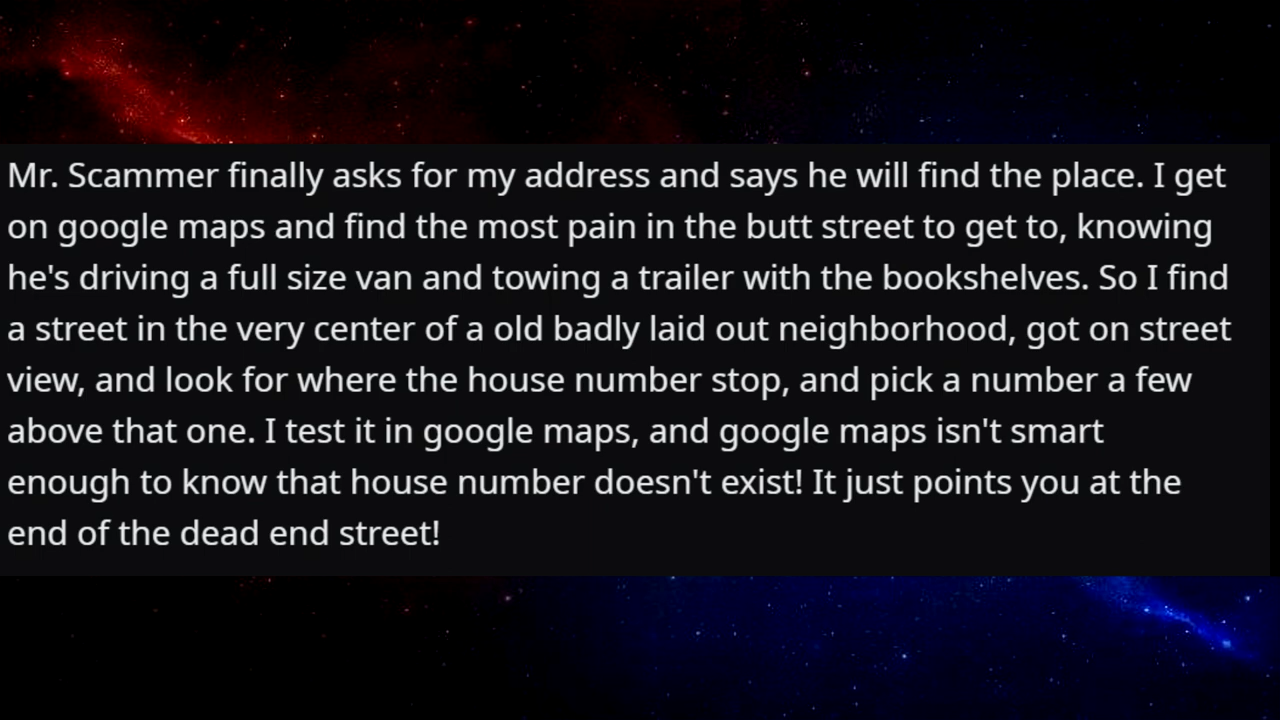 Mr. Scammer finally asks for my address and says he will find the place. I get
on google maps and find the most pain in the butt street to get to, knowing
he's driving a full size van and towing a trailer with the bookshelves. So I find
a street in the very center of a old badly laid out neighborhood, got on street
view, and look for where the house number stop, and pick a number a few
above that one. I test it in google maps, and google maps isn't smart
enough to know that house number doesn't exist! It just points you at the
end of the dead end street!